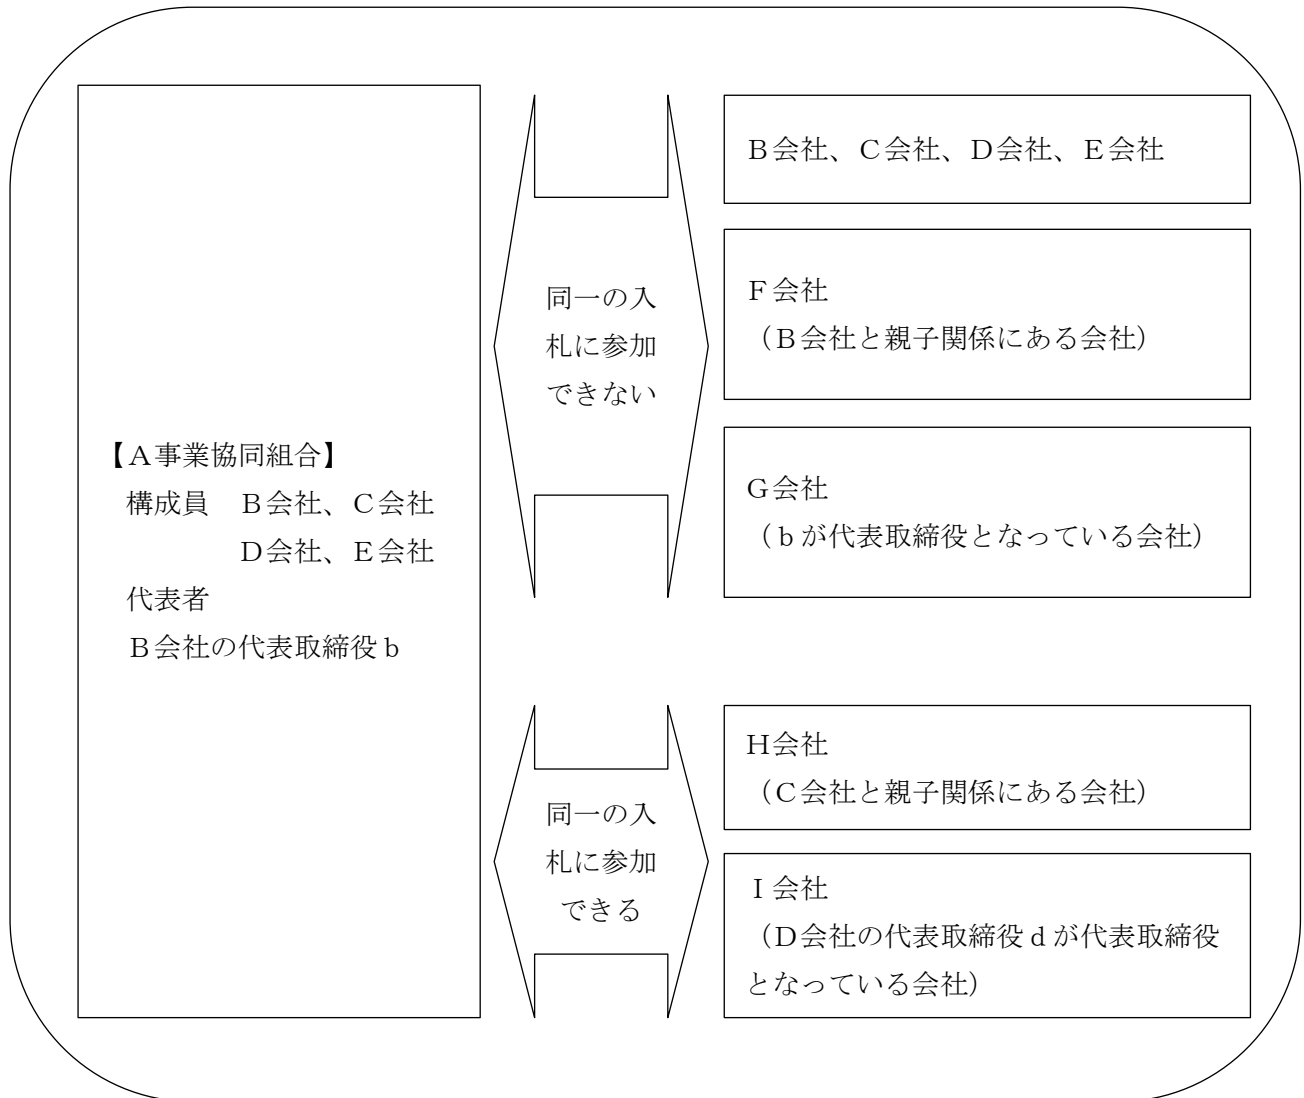 【A事業協同組合】
構成員　B会社、C会社
D会社、E会社
代表者
B会社の代表取締役b
同一の入
札に参加
できない
B会社、C会社、D会社、E会社
F会社
（B会社と親子関係にある会社）
G会社
（bが代表取締役となっている会社）
同一の入
札に参加
できる
H会社
（C会社と親子関係にある会社）
I会社
（D会社の代表取締役dが代表取締役
となっている会社）